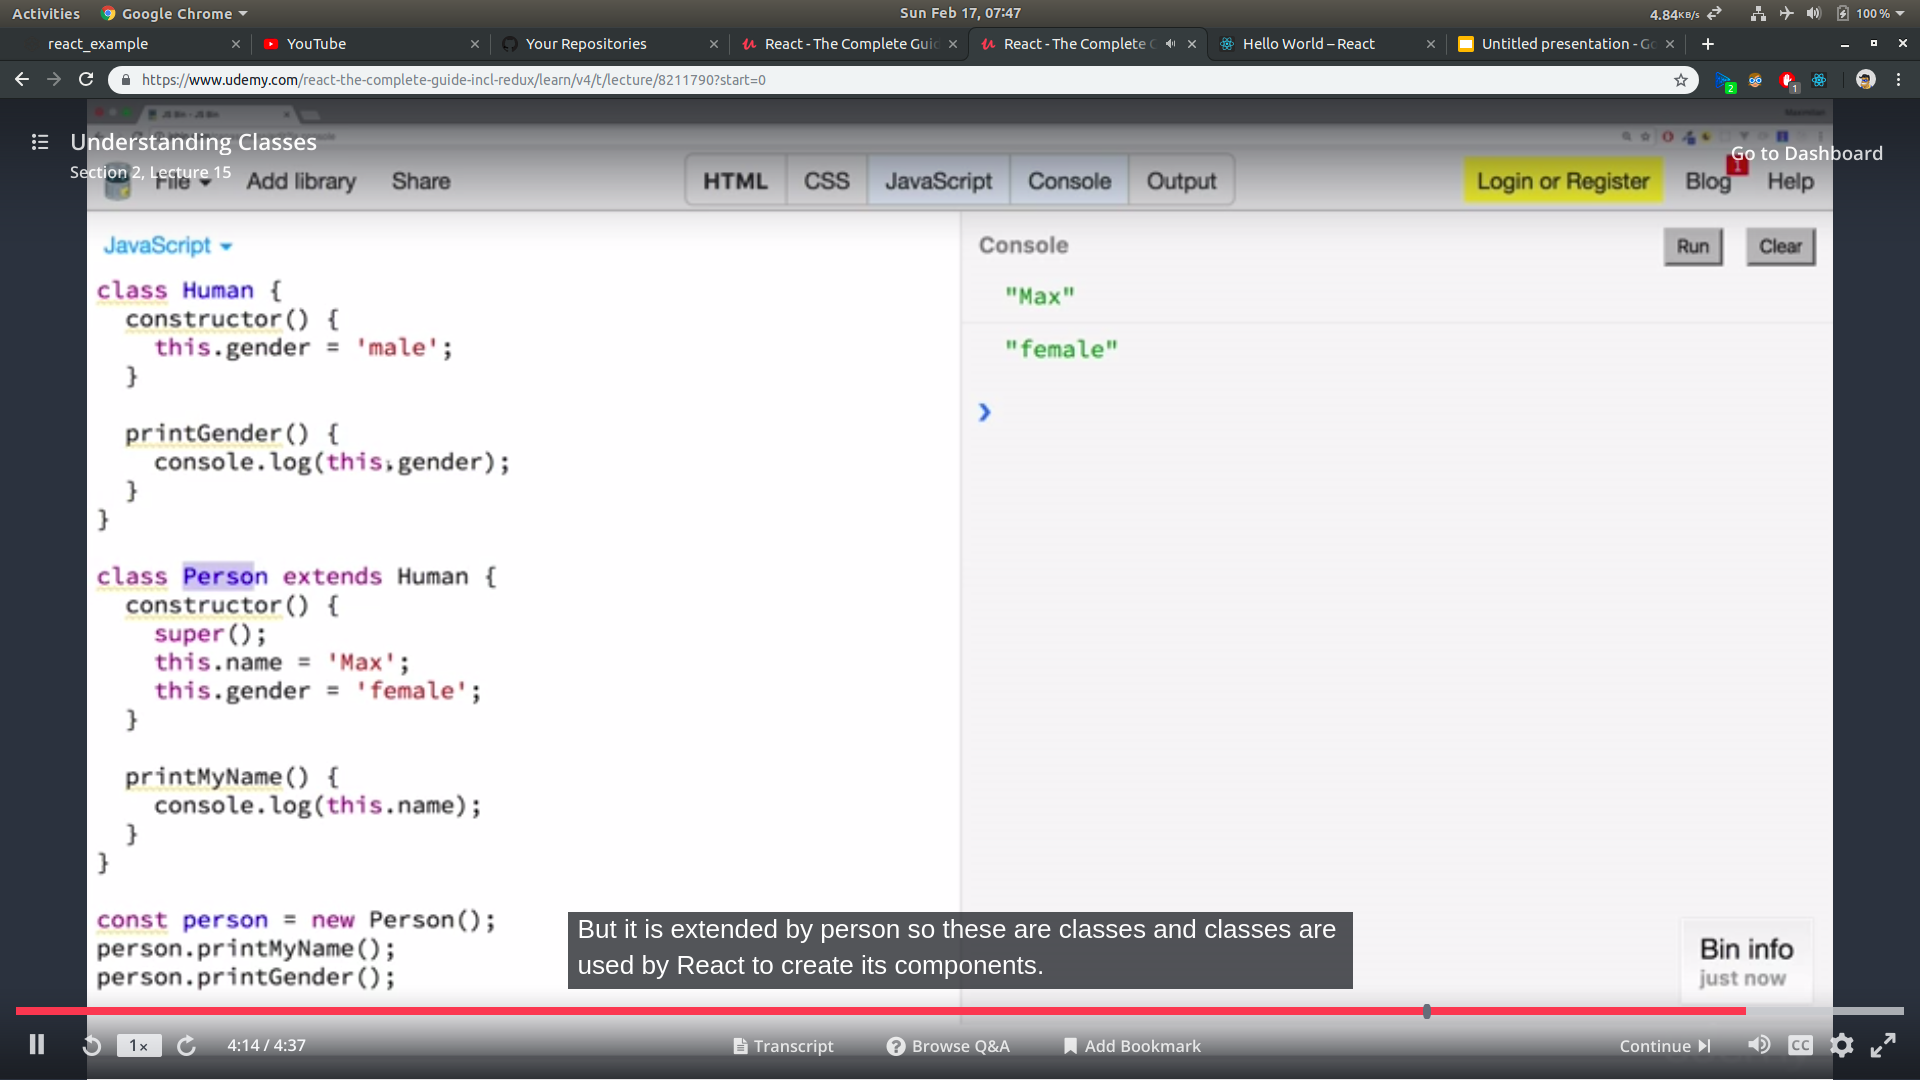 Activities
Google Chrome
Sun Feb 17, 07:47
4.84KB/s
100 %
react_example
YouTube
Your Repositories
React - The Complete Gui
React - The Complete
Hello World – React
Untitled presentation - G
https://www.udemy.com/react-the-complete-guide-incl-redux/learn/v4/t/lecture/8211790?start=0
2
1
Understanding Classes
Section 2, Lecture 15
Go to Dashboard
File
Add library
Share
HTML
CSS
JavaScript
Console
Output
Login or Register
Blog
1
Help
JavaScript
class Human {
constructor() {
this.gender = 'male';
}
printGender() {
console.log(this.gender);
}
}
class Person extends Human {
constructor() {
super();
this.name = 'Max';
this.gender = 'female';
}
printMyName() {
console.log(this.name);
}
}
const person = new Person();
person.printMyName();
person.printGender();
Console
Run
Clear
"Max"
"female"
But it is extended by person so these are classes and classes are
used by React to create its components.
Bin info
just now
1×
4:14 / 4:37
Transcript
? Browse Q&A
Add Bookmark
Continue
CC